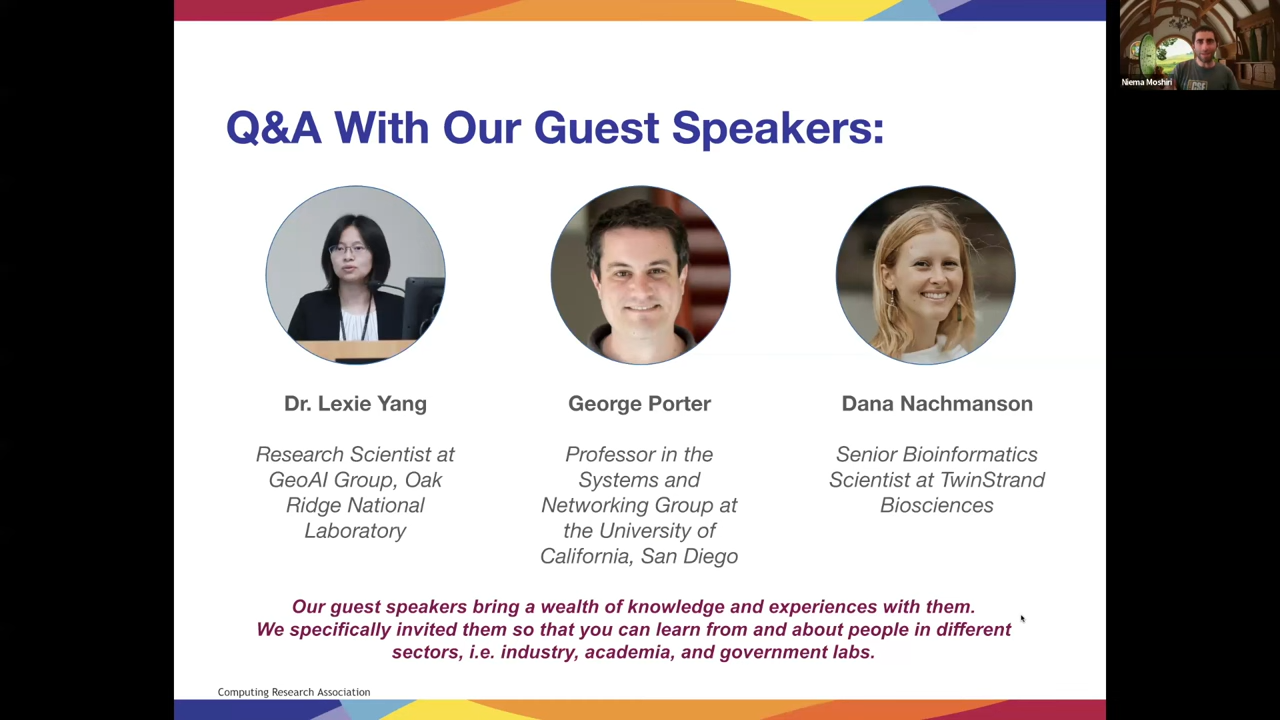 Q&A With Our Guest Speakers:
Niema Moshiri
CSE
Dr. Lexie Yang
Research Scientist at
GeoAI Group, Oak
Ridge National
Laboratory
George Porter
Professor in the
Systems and
Networking Group at
the University of
California, San Diego
Dana Nachmanson
Senior Bioinformatics
Scientist at TwinStrand
Biosciences
Our guest speakers bring a wealth of knowledge and experiences with them.
We specifically invited them so that you can learn from and about people in different
sectors, i.e. industry, academia, and government labs.
Computing Research Association